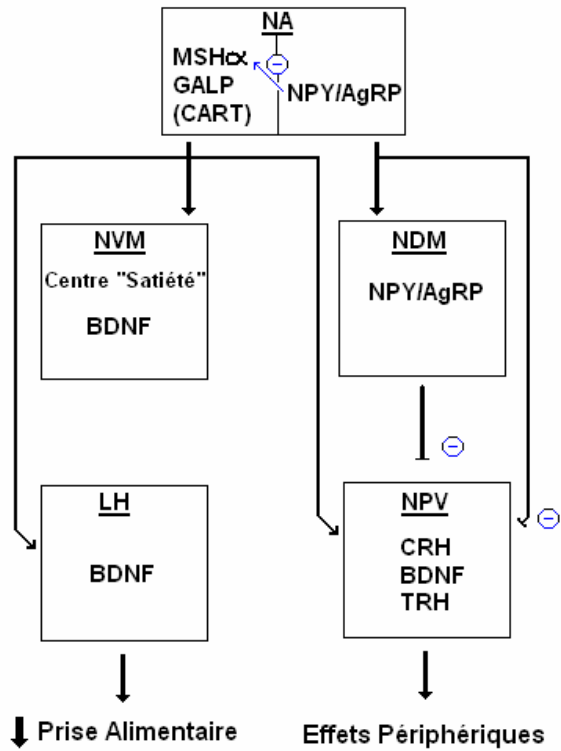 NA
MSHα
GALP
(CART)
NPY/AgRP
NVM
Centre "Satiété"
BDNF
NDM
NPY/AgRP
LH
BDNF
NPV
CRH
BDNF
TRH
Prise Alimentaire
Effets Périphériques